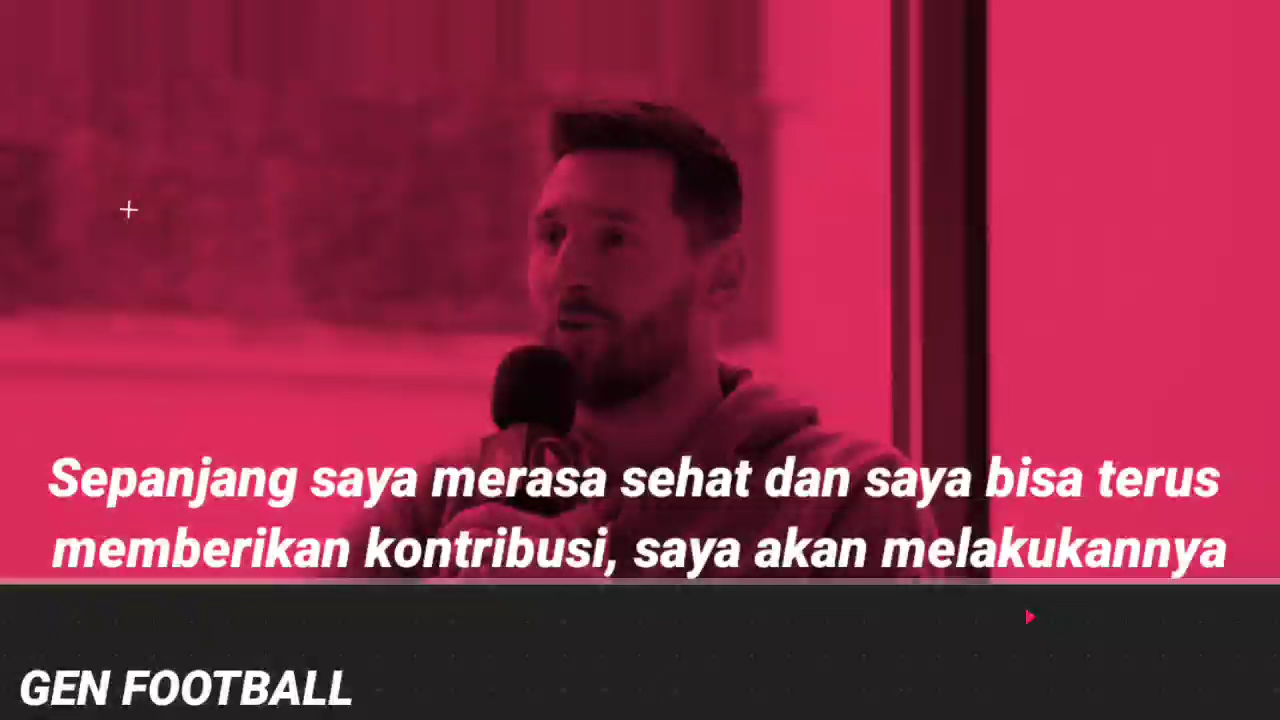 Sepanjang saya merasa sehat dan saya bisa terus
memberikan kontribusi, saya akan melakukannya
GEN FOOTBALL